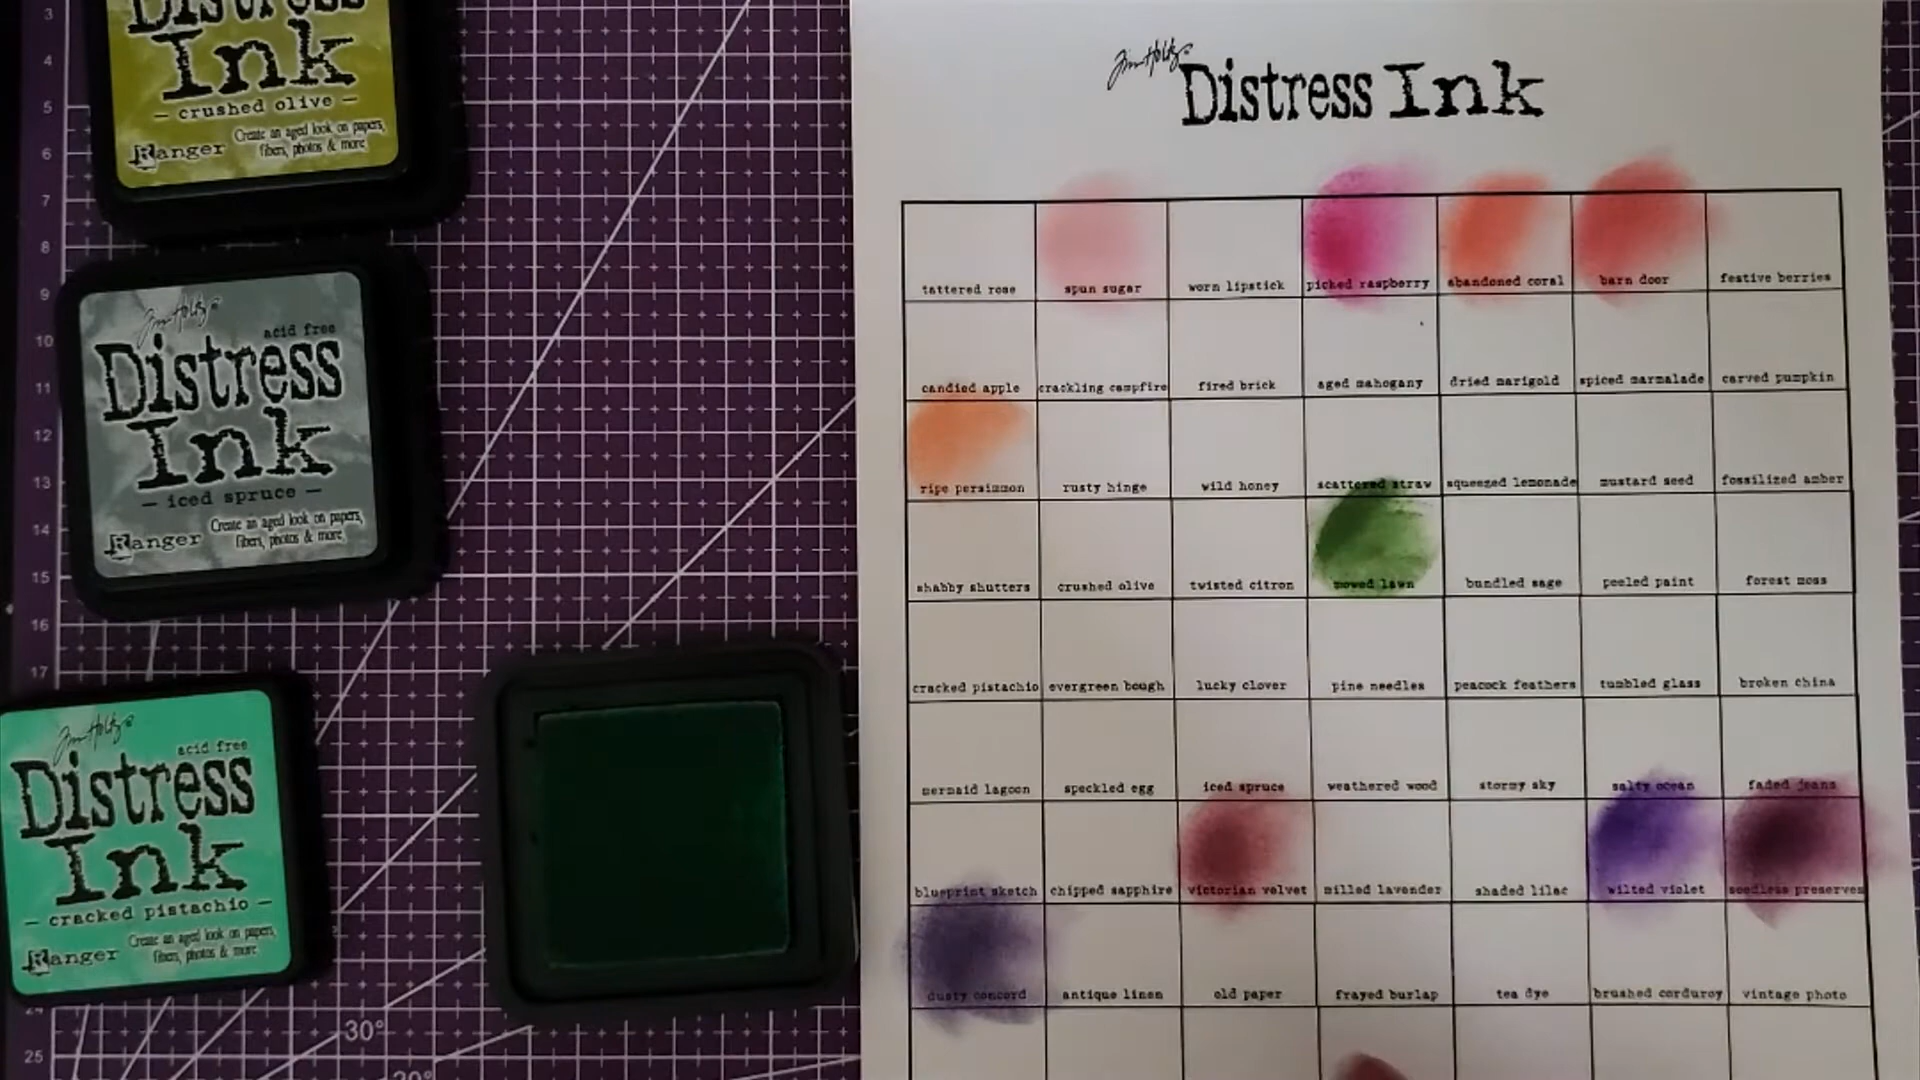 Distress
Ink
— crushed olive —
Ranger
Create an aged look on papers,
fibers, photos & more
Tim Holtz®
acid free
Distress
Ink
— iced spruce —
Ranger
Create an aged look on papers,
fibers, photos & more
Tim Holtz®
acid free
Distress
Ink
— cracked pistachio —
Ranger
Create an aged look on papers,
fibers, photos & more
3
4
5
6
7
8
9
10
11
12
13
14
15
16
17
24
25
30°
20°
Tim Holtz®
Distress Ink
tattered rose spun sugar worn lipstick picked raspberry abandoned coral barn door festive berries
candied apple crackling campfire fired brick aged mahogany dried marigold spiced marmalade carved pumpkin
ripe persimmon rusty hinge wild honey scattered straw squeezed lemonade mustard seed fossilized amber
shabby shutters crushed olive twisted citron mowed lawn bundled sage peeled paint forest moss
cracked pistachio evergreen bough lucky clover pine needles peacock feathers tumbled glass broken china
mermaid lagoon speckled egg iced spruce weathered wood stormy sky salty ocean faded jeans
blueprint sketch chipped sapphire victorian velvet milled lavender shaded lilac wilted violet seedless preserves
dusty concord antique linen old paper frayed burlap tea dye brushed corduroy vintage photo